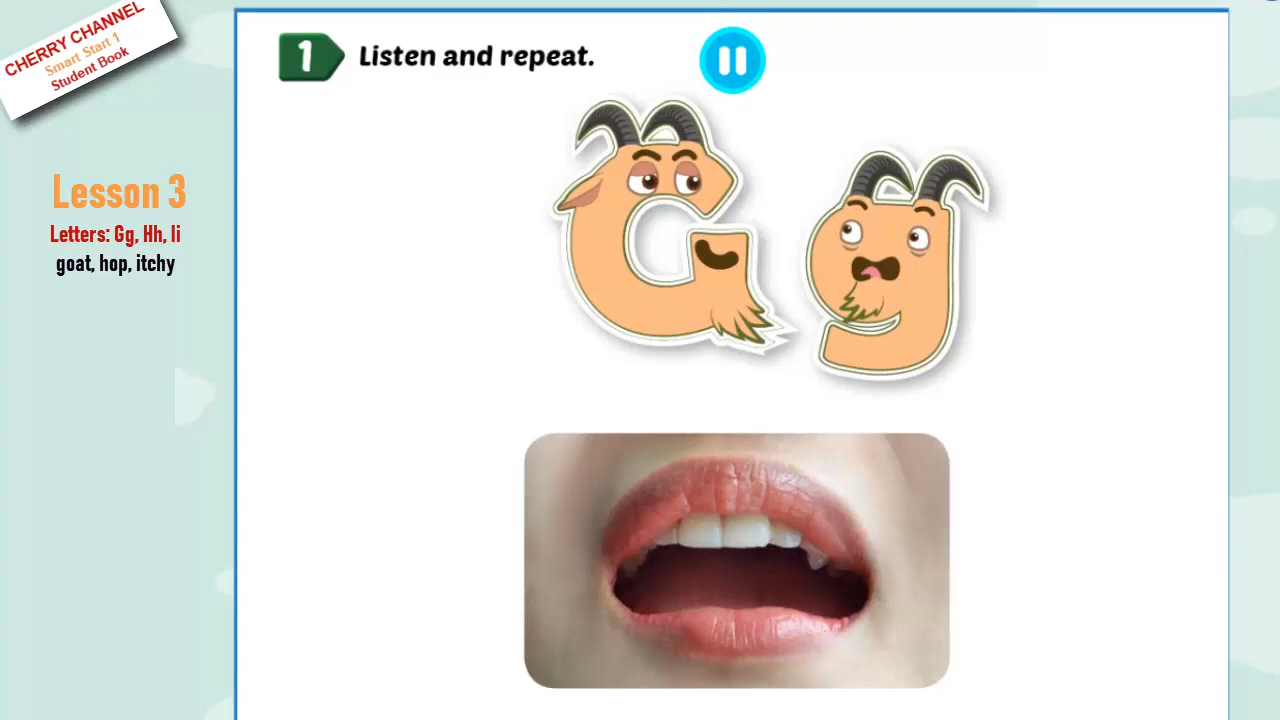 CHERRY CHANNEL
Smart Start 1
Student Book
1 Listen and repeat.
G g
Lesson 3
Letters: Gg, Hh, Ii
goat, hop, itchy